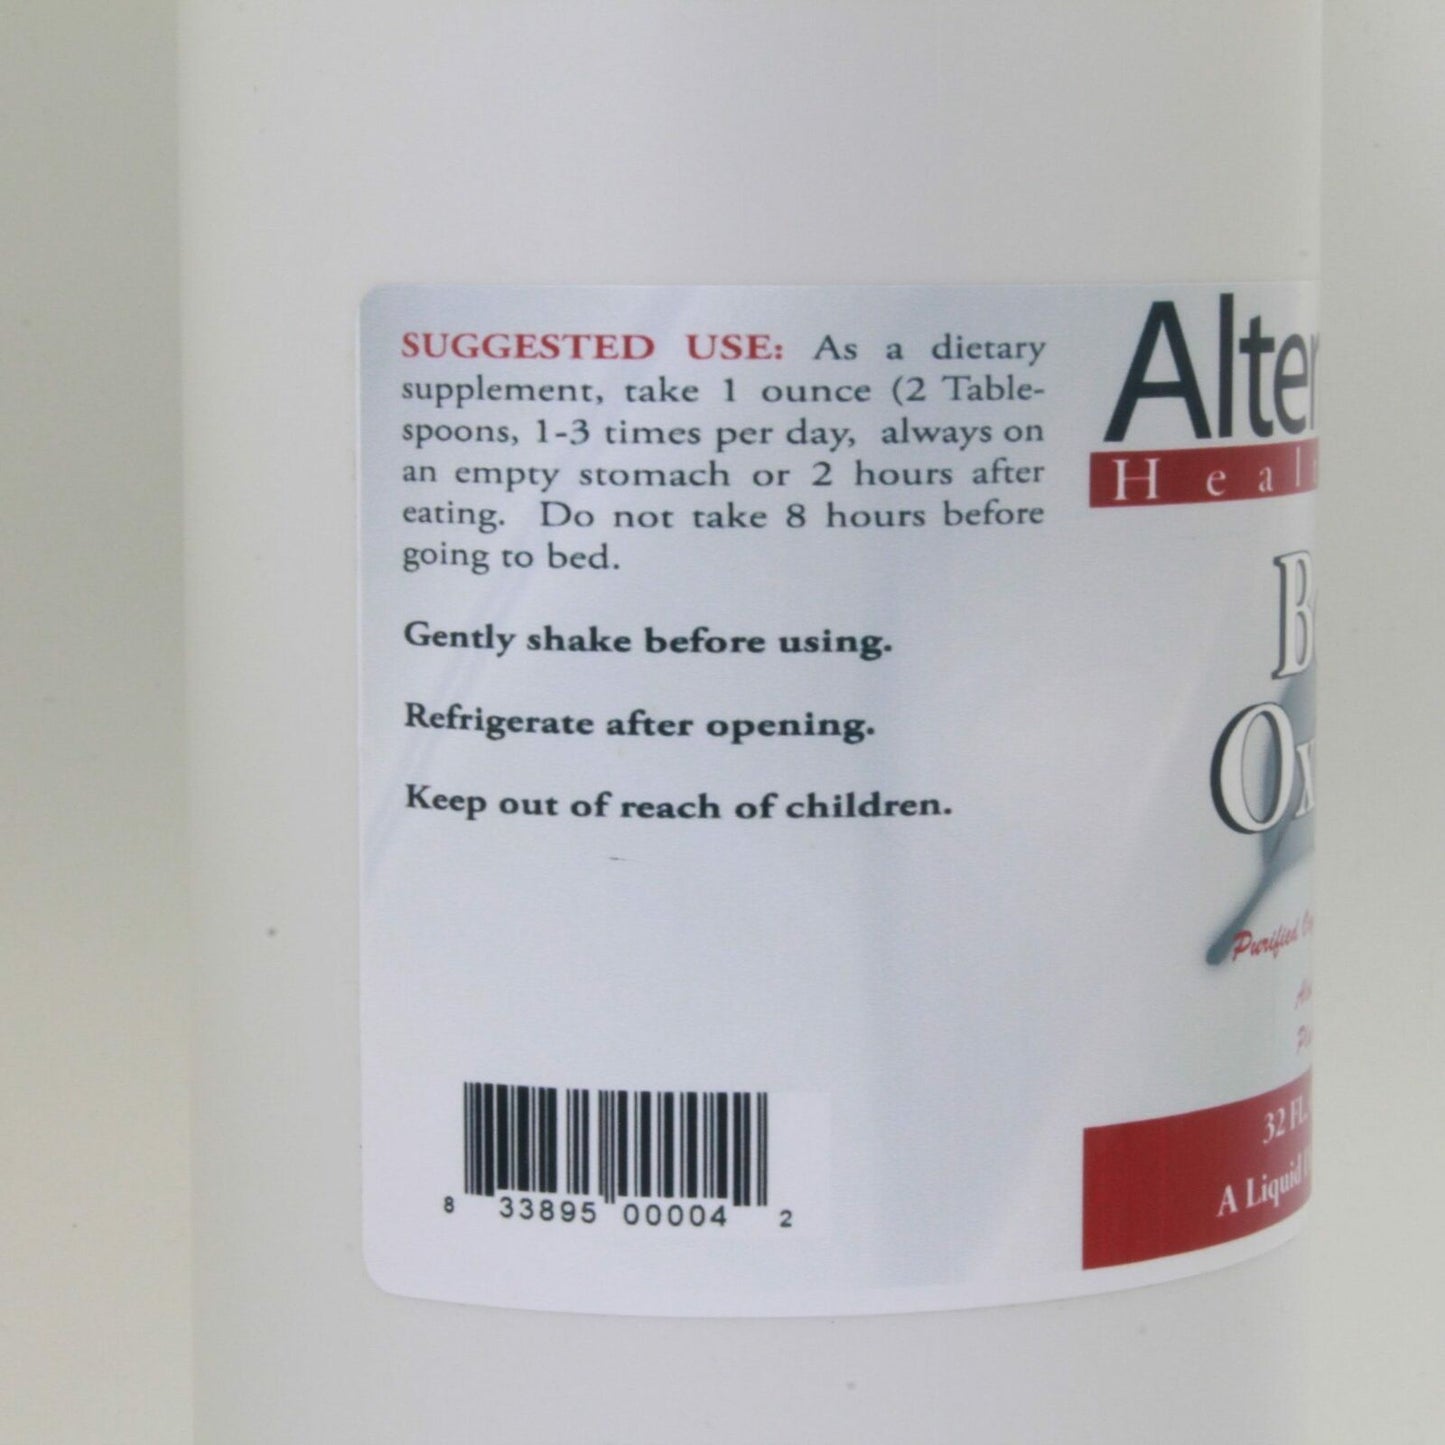 SUGGESTED USE: As a dietary
supplement, take 1 ounce (2 Table-
spoons, 1-3 times per day, always on
an empty stomach or 2 hours after
eating. Do not take 8 hours before
going to bed.
Gently shake before using.
Refrigerate after opening.
Keep out of reach of children.
8 33895 00004 2
Alter
Heal
B
Ox
Purified
32 FL.
A Liquid